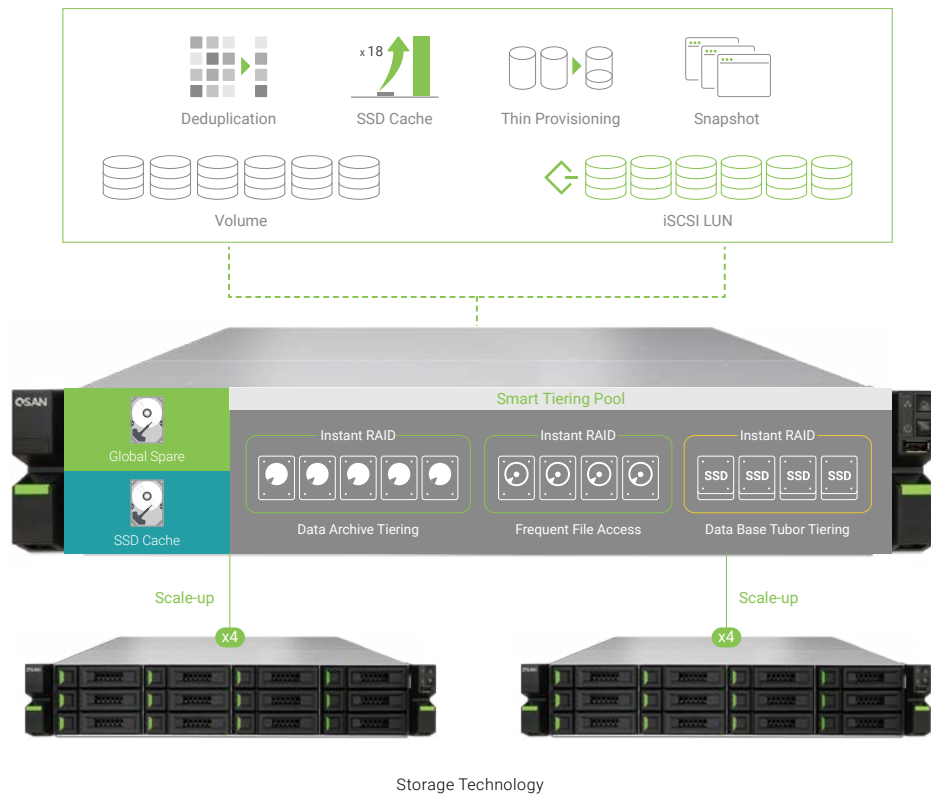 x 18
Deduplication
SSD Cache
Thin Provisioning
Snapshot
Volume
iSCSI LUN
QSAN
Smart Tiering Pool
Global Spare
SSD Cache
Instant RAID
Data Archive Tiering
Instant RAID
Frequent File Access
Instant RAID
SSD SSD SSD SSD
Data Base Tubor Tiering
Scale-up
x4
Scale-up
x4
QSAN
QSAN
Storage Technology